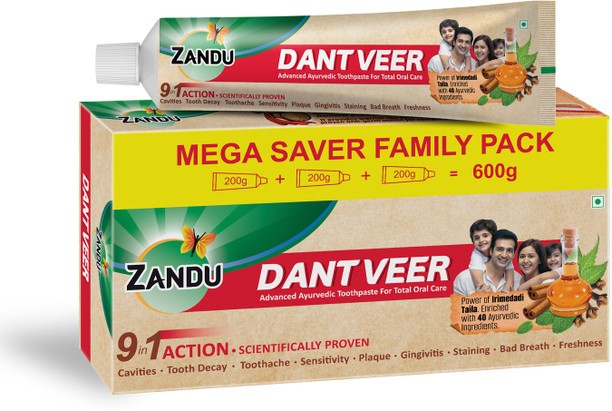 ZANDU
DANT VEER
Advanced Ayurvedic Toothpaste For Total Oral Care
9 in 1 ACTION • SCIENTIFICALLY PROVEN
Cavities · Tooth Decay · Toothache · Sensitivity · Plaque · Gingivitis · Staining · Bad Breath · Freshness
Power of Irimedadi
Taila, Enriched
with 40 Ayurvedic
Ingredients.
MEGA SAVER FAMILY PACK
200g + 200g + 200g = 600g
DANT VEER
ZANDU
DANT VEER
Advanced Ayurvedic Toothpaste For Total Oral Care
Power of Irimedadi
Taila, Enriched
with 40 Ayurvedic
Ingredients.
9 in 1 ACTION • SCIENTIFICALLY PROVEN
Cavities · Tooth Decay · Toothache · Sensitivity · Plaque · Gingivitis · Staining · Bad Breath · Freshness
ZANDU